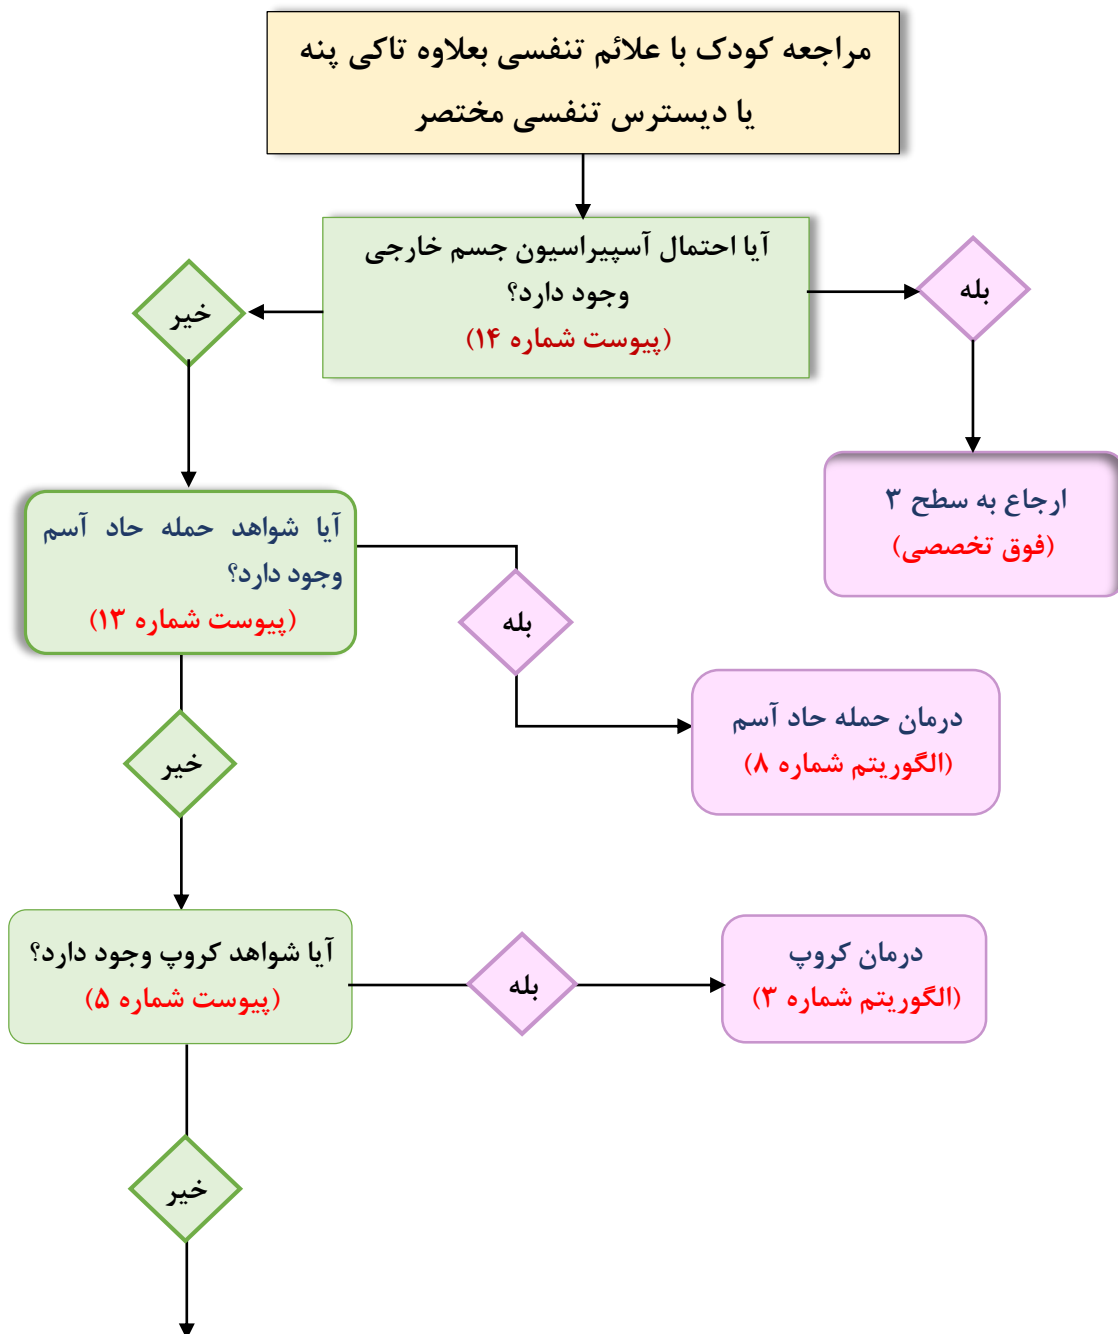 مراجعه کودک با علائم تنفسی بعلاوه تاکی پنه
یا دیسترس تنفسی مختصر
آیا احتمال آسپیراسیون جسم خارجی
وجود دارد؟
(پیوست شماره ۱۴)
بله
خیر
ارجاع به سطح ۳
(فوق تخصصی)
آیا شواهد حمله حاد آسم
وجود دارد؟
(پیوست شماره ۱۳)
بله
درمان حمله حاد آسم
(الگوریتم شماره ۸)
خیر
آیا شواهد کروپ وجود دارد؟
(پیوست شماره ۵)
بله
درمان کروپ
(الگوریتم شماره ۳)
خیر